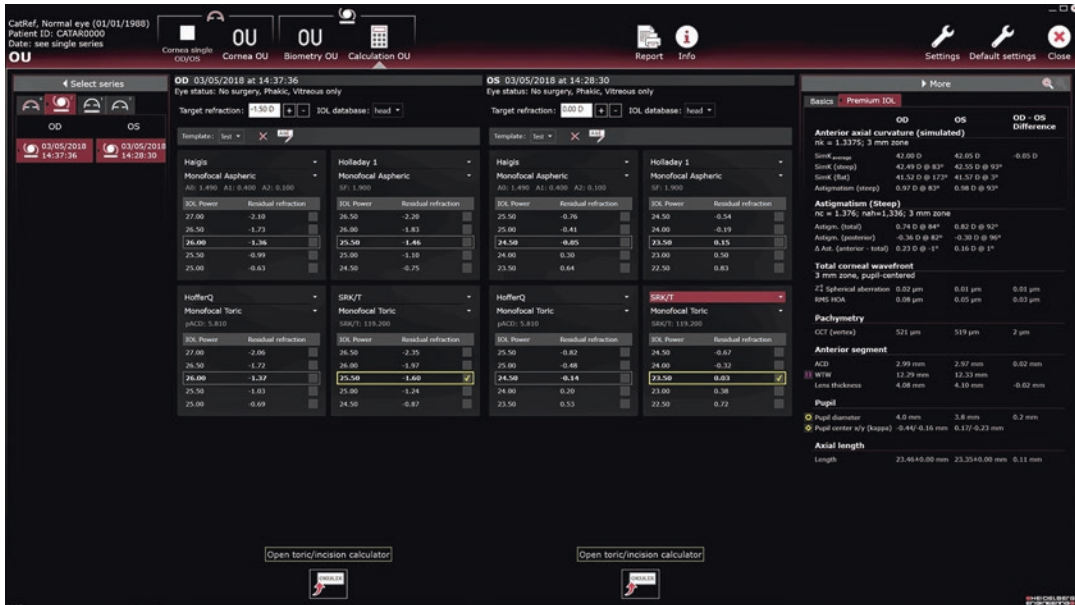 CatRef, Normal eye (01/01/1988)
Patient ID: CATAR0000
Date: see single series
OU
Cornea single OD/OS
Cornea OU
OU
Biometry OU
OU
Calculation OU
Report
Info
Settings
Default settings
Close
Select series
OD OS
03/05/2018 14:37:36
03/05/2018 14:28:30
OD 03/05/2018 at 14:37:36
Eye status: No surgery, Phakic, Vitreous only
Target refraction: -1.50 D + - IOL database: head
Template: Test
Haigis
Monofocal Aspheric
A0: 1.490 A1: 0.400 A2: 0.100
IOL Power Residual refraction
27.00 -2.10
26.50 -1.73
26.00 -1.36
25.50 -0.99
25.00 -0.63
Holladay 1
Monofocal Aspheric
SF: 1.900
IOL Power Residual refraction
26.50 -2.20
26.00 -1.83
25.50 -1.46
25.00 -1.10
24.50 -0.75
HofferQ
Monofocal Toric
pACD: 5.810
IOL Power Residual refraction
27.00 -2.06
26.50 -1.72
26.00 -1.37
25.50 -1.03
25.00 -0.69
SRK/T
Monofocal Toric
SRK/T: 119.200
IOL Power Residual refraction
26.50 -2.35
26.00 -1.97
25.50 -1.60
25.00 -1.24
24.50 -0.87
Open toric/incision calculator
OKULIX
OS 03/05/2018 at 14:28:30
Eye status: No surgery, Phakic, Vitreous only
Target refraction: 0.00 D + - IOL database: head
Template: Test
Haigis
Monofocal Aspheric
A0: 1.490 A1: 0.400 A2: 0.100
IOL Power Residual refraction
25.50 -0.76
25.00 -0.41
24.50 -0.05
24.00 0.30
23.50 0.64
Holladay 1
Monofocal Aspheric
SF: 1.900
IOL Power Residual refraction
24.50 -0.54
24.00 -0.19
23.50 0.15
23.00 0.50
22.50 0.83
HofferQ
Monofocal Toric
pACD: 5.810
IOL Power Residual refraction
25.50 -0.82
25.00 -0.48
24.50 -0.14
24.00 0.20
23.50 0.53
SRK/T
Monofocal Toric
SRK/T: 119.200
IOL Power Residual refraction
24.50 -0.67
24.00 -0.32
23.50 0.03
23.00 0.38
22.50 0.72
Open toric/incision calculator
OKULIX
More
Basics Premium IOL
OD OS OD - OS Difference
Anterior axial curvature (simulated)
nk = 1.3375; 3 mm zone
SimK average 42.00 D 42.05 D -0.05 D
SimK (steep) 42.49 D @ 83° 42.55 D @ 93°
SimK (flat) 41.52 D @ 173° 41.57 D @ 3°
Astigmatism (steep) 0.97 D @ 83° 0.98 D @ 93°
Astigmatism (Steep)
nc = 1.376; nah=1,336; 3 mm zone
Astigm. (total) 0.74 D @ 84° 0.82 D @ 92°
Astigm. (posterior) -0.36 D @ 82° -0.30 D @ 96°
Δ Ast. (anterior - total) 0.23 D @ -1° 0.16 D @ 1°
Total corneal wavefront
3 mm zone, pupil-centered
Spherical aberration 0.02 µm 0.01 µm 0.01 µm
RMS HOA 0.08 µm 0.05 µm 0.03 µm
Pachymetry
CCT (vertex) 521 µm 519 µm 2 µm
Anterior segment
ACD 2.99 mm 2.97 mm 0.02 mm
WTW 12.29 mm 12.33 mm
Lens thickness 4.08 mm 4.10 mm -0.02 mm
Pupil
Pupil diameter 4.0 mm 3.8 mm 0.2 mm
Pupil center x/y (kappa) -0.44/-0.16 mm 0.17/-0.23 mm
Axial length
Length 23.46±0.00 mm 23.35±0.00 mm 0.11 mm
HEIDELBERG ENGINEERING